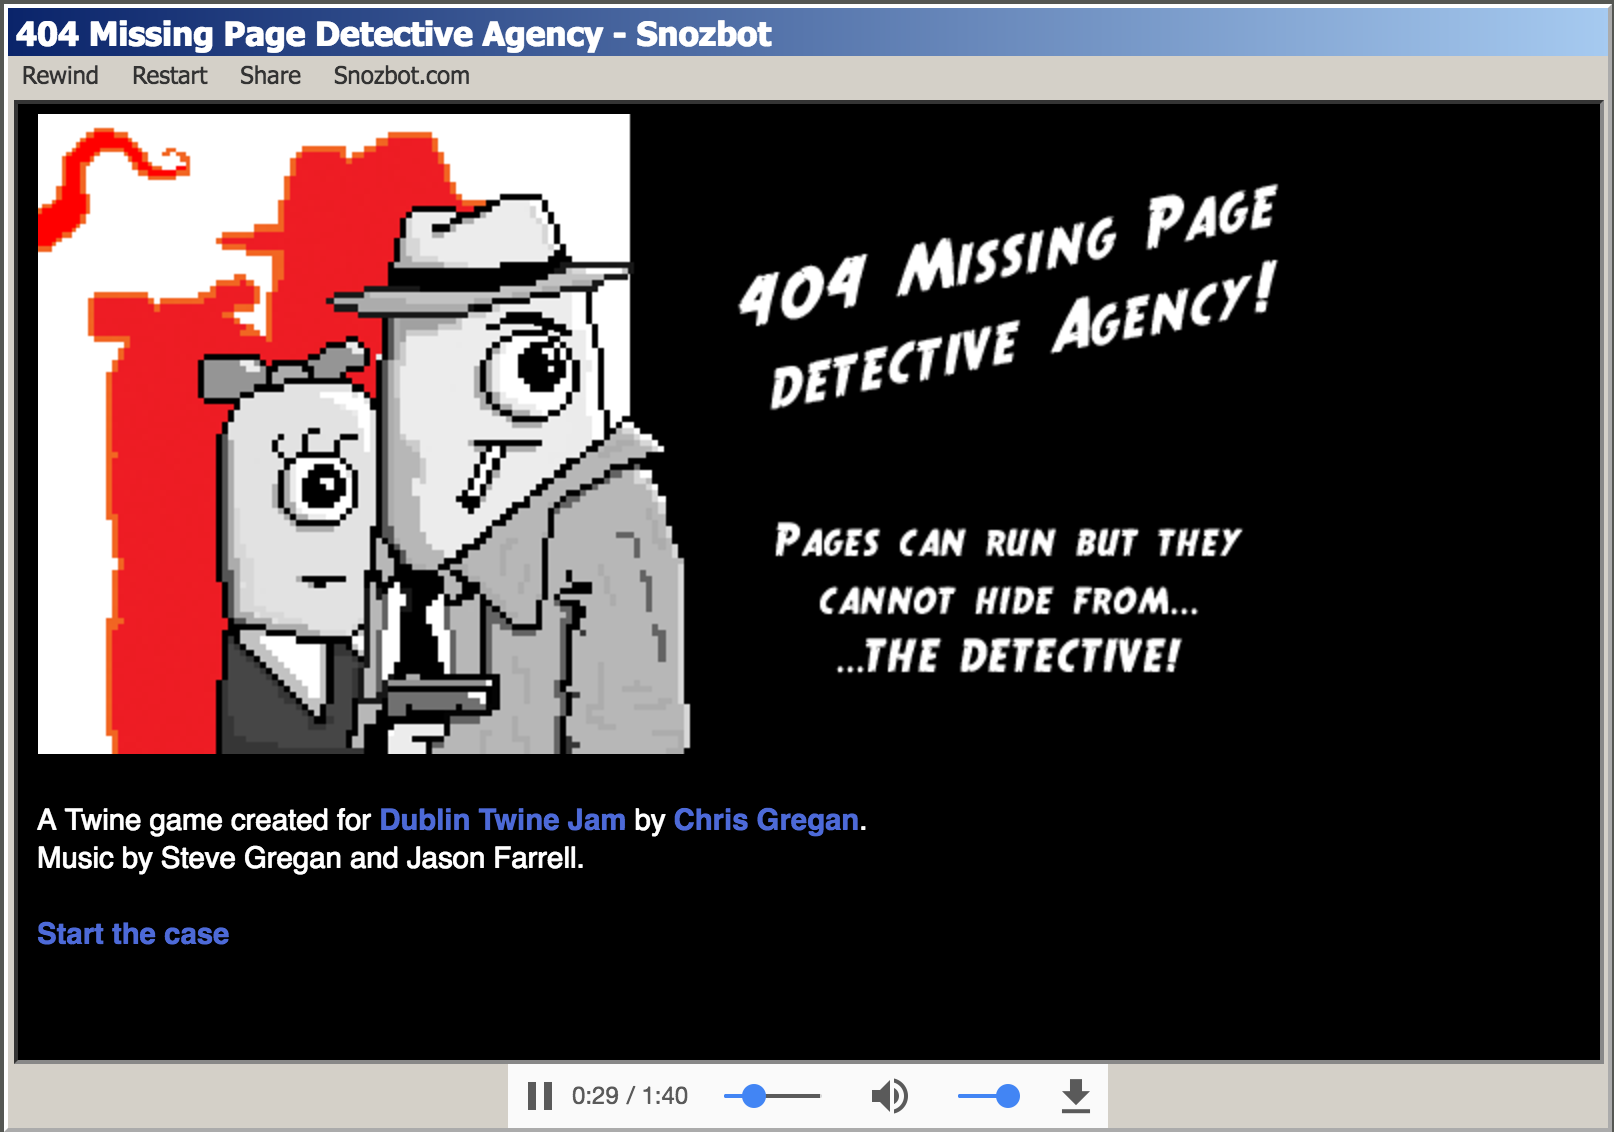 404 Missing Page Detective Agency - Snozbot
Rewind Restart Share Snozbot.com
404 Missing Page
Detective Agency!
Pages can run but they
cannot hide from...
...THE DETECTIVE!
A Twine game created for Dublin Twine Jam by Chris Gregan.
Music by Steve Gregan and Jason Farrell.
Start the case
0:29 / 1:40